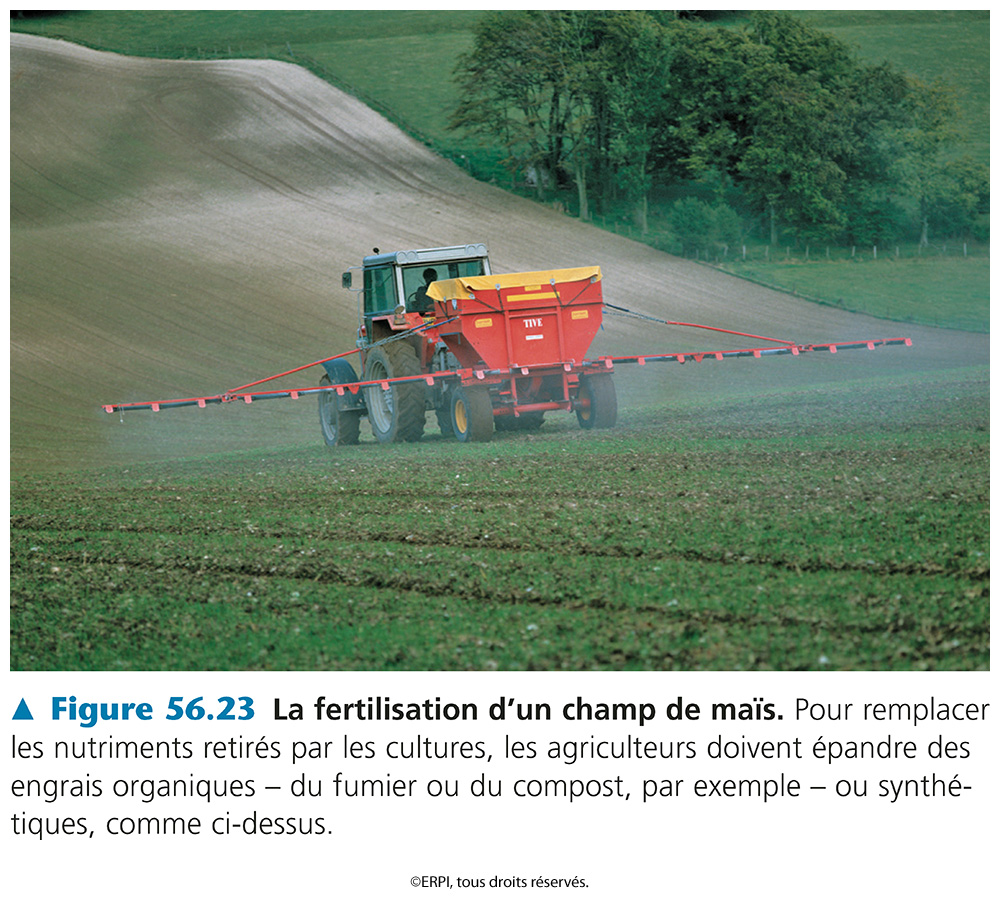 TIVE
▲ Figure 56.23 La fertilisation d’un champ de maïs. Pour remplacer
les nutriments retirés par les cultures, les agriculteurs doivent épandre des
engrais organiques – du fumier ou du compost, par exemple – ou synthé-
tiques, comme ci-dessus.
©ERPI, tous droits réservés.